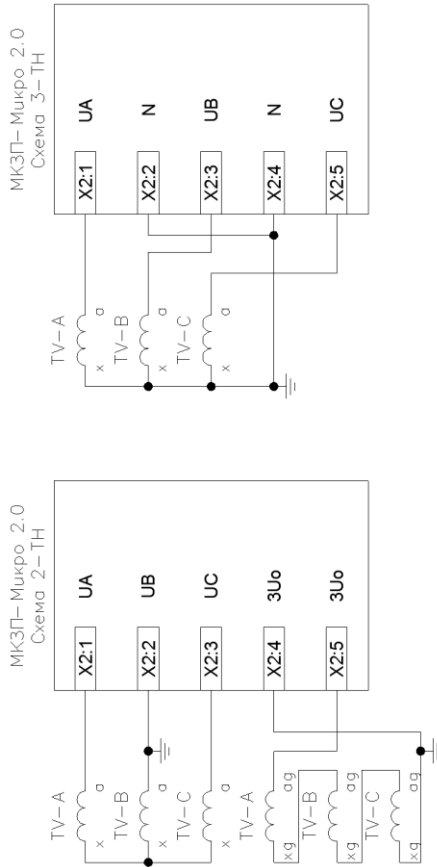 МКЗП-Микро 2.0
Схема 3-ТН
TV-A
x
a
X2:1
UA
X2:2
N
TV-B
x
a
X2:3
UB
X2:4
N
TV-C
x
a
X2:5
UC
МКЗП-Микро 2.0
Схема 2-ТН
TV-A
x
a
X2:1
UA
TV-B
x
a
X2:2
UB
TV-C
x
a
X2:3
UC
TV-A
xg
ag
X2:4
3Uo
TV-B
xg
ag
X2:5
3Uo
TV-C
xg
ag